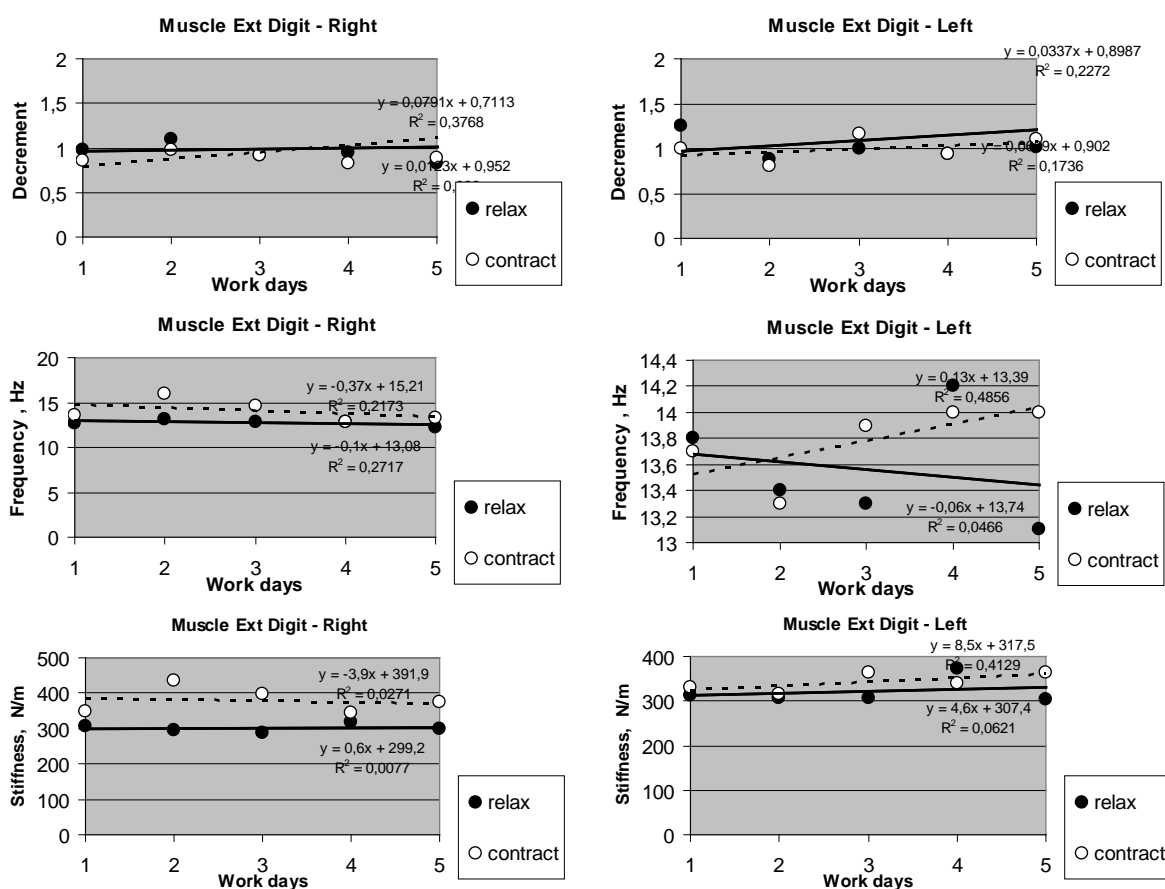 Muscle Ext Digit - Right
Decrement
2
1,5
1
0,5
0
y = 0,0791x + 0,7113
R² = 0,3768
y = 0,0123x + 0,952
1 2 3 4 5
Work days
relax
contract
Muscle Ext Digit - Left
Decrement
2
1,5
1
0,5
0
y = 0,0337x + 0,8987
R² = 0,2272
R² = 0,1736
1 2 3 4 5
Work days
relax
contract
Muscle Ext Digit - Right
Frequency , Hz
20
15
10
5
0
y = -0,37x + 15,21
R² = 0,2173
y = -0,1x + 13,08
R² = 0,2717
1 2 3 4 5
Work days
relax
contract
Muscle Ext Digit - Left
Frequency , Hz
14,4
14,2
14
13,8
13,6
13,4
13,2
13
y = 0,13x + 13,39
R² = 0,4856
y = -0,06x + 13,74
R² = 0,0466
1 2 3 4 5
Work days
relax
contract
Muscle Ext Digit - Right
Stiffness, N/m
500
400
300
200
100
0
y = -3,9x + 391,9
R² = 0,0271
y = 0,6x + 299,2
R² = 0,0077
1 2 3 4 5
Work days
relax
contract
Muscle Ext Digit - Left
Stiffness, N/m
400
300
200
100
0
y = 8,5x + 317,5
R² = 0,4129
y = 4,6x + 307,4
R² = 0,0621
1 2 3 4 5
Work days
relax
contract